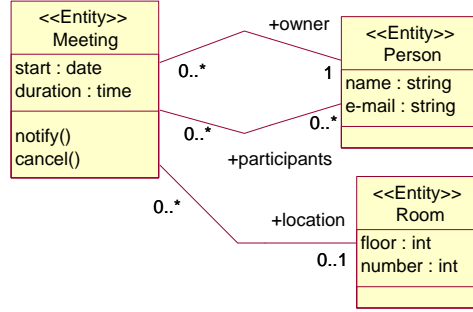 <<Entity>>
Meeting
start : date
duration : time
notify()
cancel()
+owner
0..*
1
<<Entity>>
Person
name : string
e-mail : string
0..*
0..*
+participants
0..*
+location
0..1
<<Entity>>
Room
floor : int
number : int